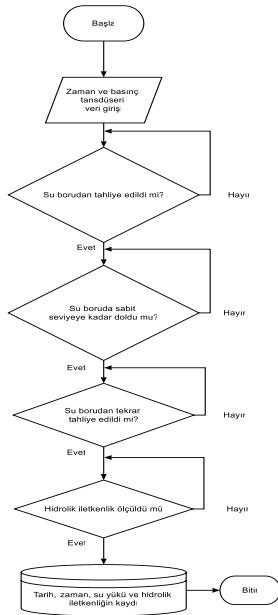 Başla
Zaman ve basınç
tansdüseri
veri girişi
Su borudan tahliye edildi mi?
Hayır
Evet
Su boruda sabit
seviyeye kadar doldu mu?
Hayır
Evet
Su borudan tekrar
tahliye edildi mi?
Hayır
Evet
Hidrolik iletkenlik ölçüldü mü
Hayır
Evet
Tarih, zaman, su yükü ve hidrolik
iletkenliğin kaydı
Bitir